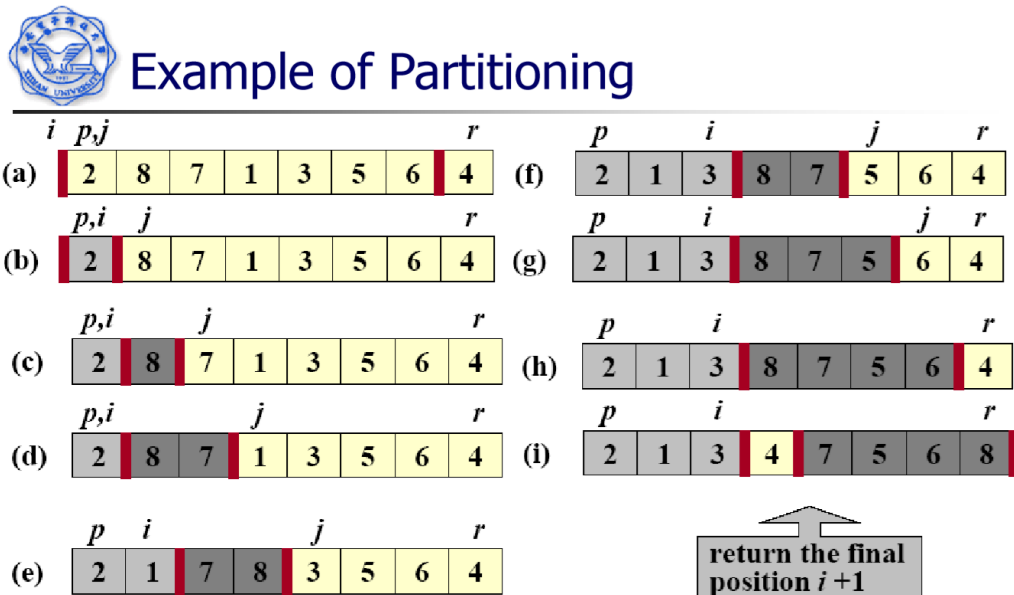 Example of Partitioning
i p,j r
(a) 2 8 7 1 3 5 6 4
p,i j r
(b) 2 8 7 1 3 5 6 4
p,i j r
(c) 2 8 7 1 3 5 6 4
p,i j r
(d) 2 8 7 1 3 5 6 4
p i j r
(e) 2 1 7 8 3 5 6 4
p i j r
(f) 2 1 3 8 7 5 6 4
p i j r
(g) 2 1 3 8 7 5 6 4
p i r
(h) 2 1 3 8 7 5 6 4
p i r
(i) 2 1 3 4 7 5 6 8
return the final
position i +1